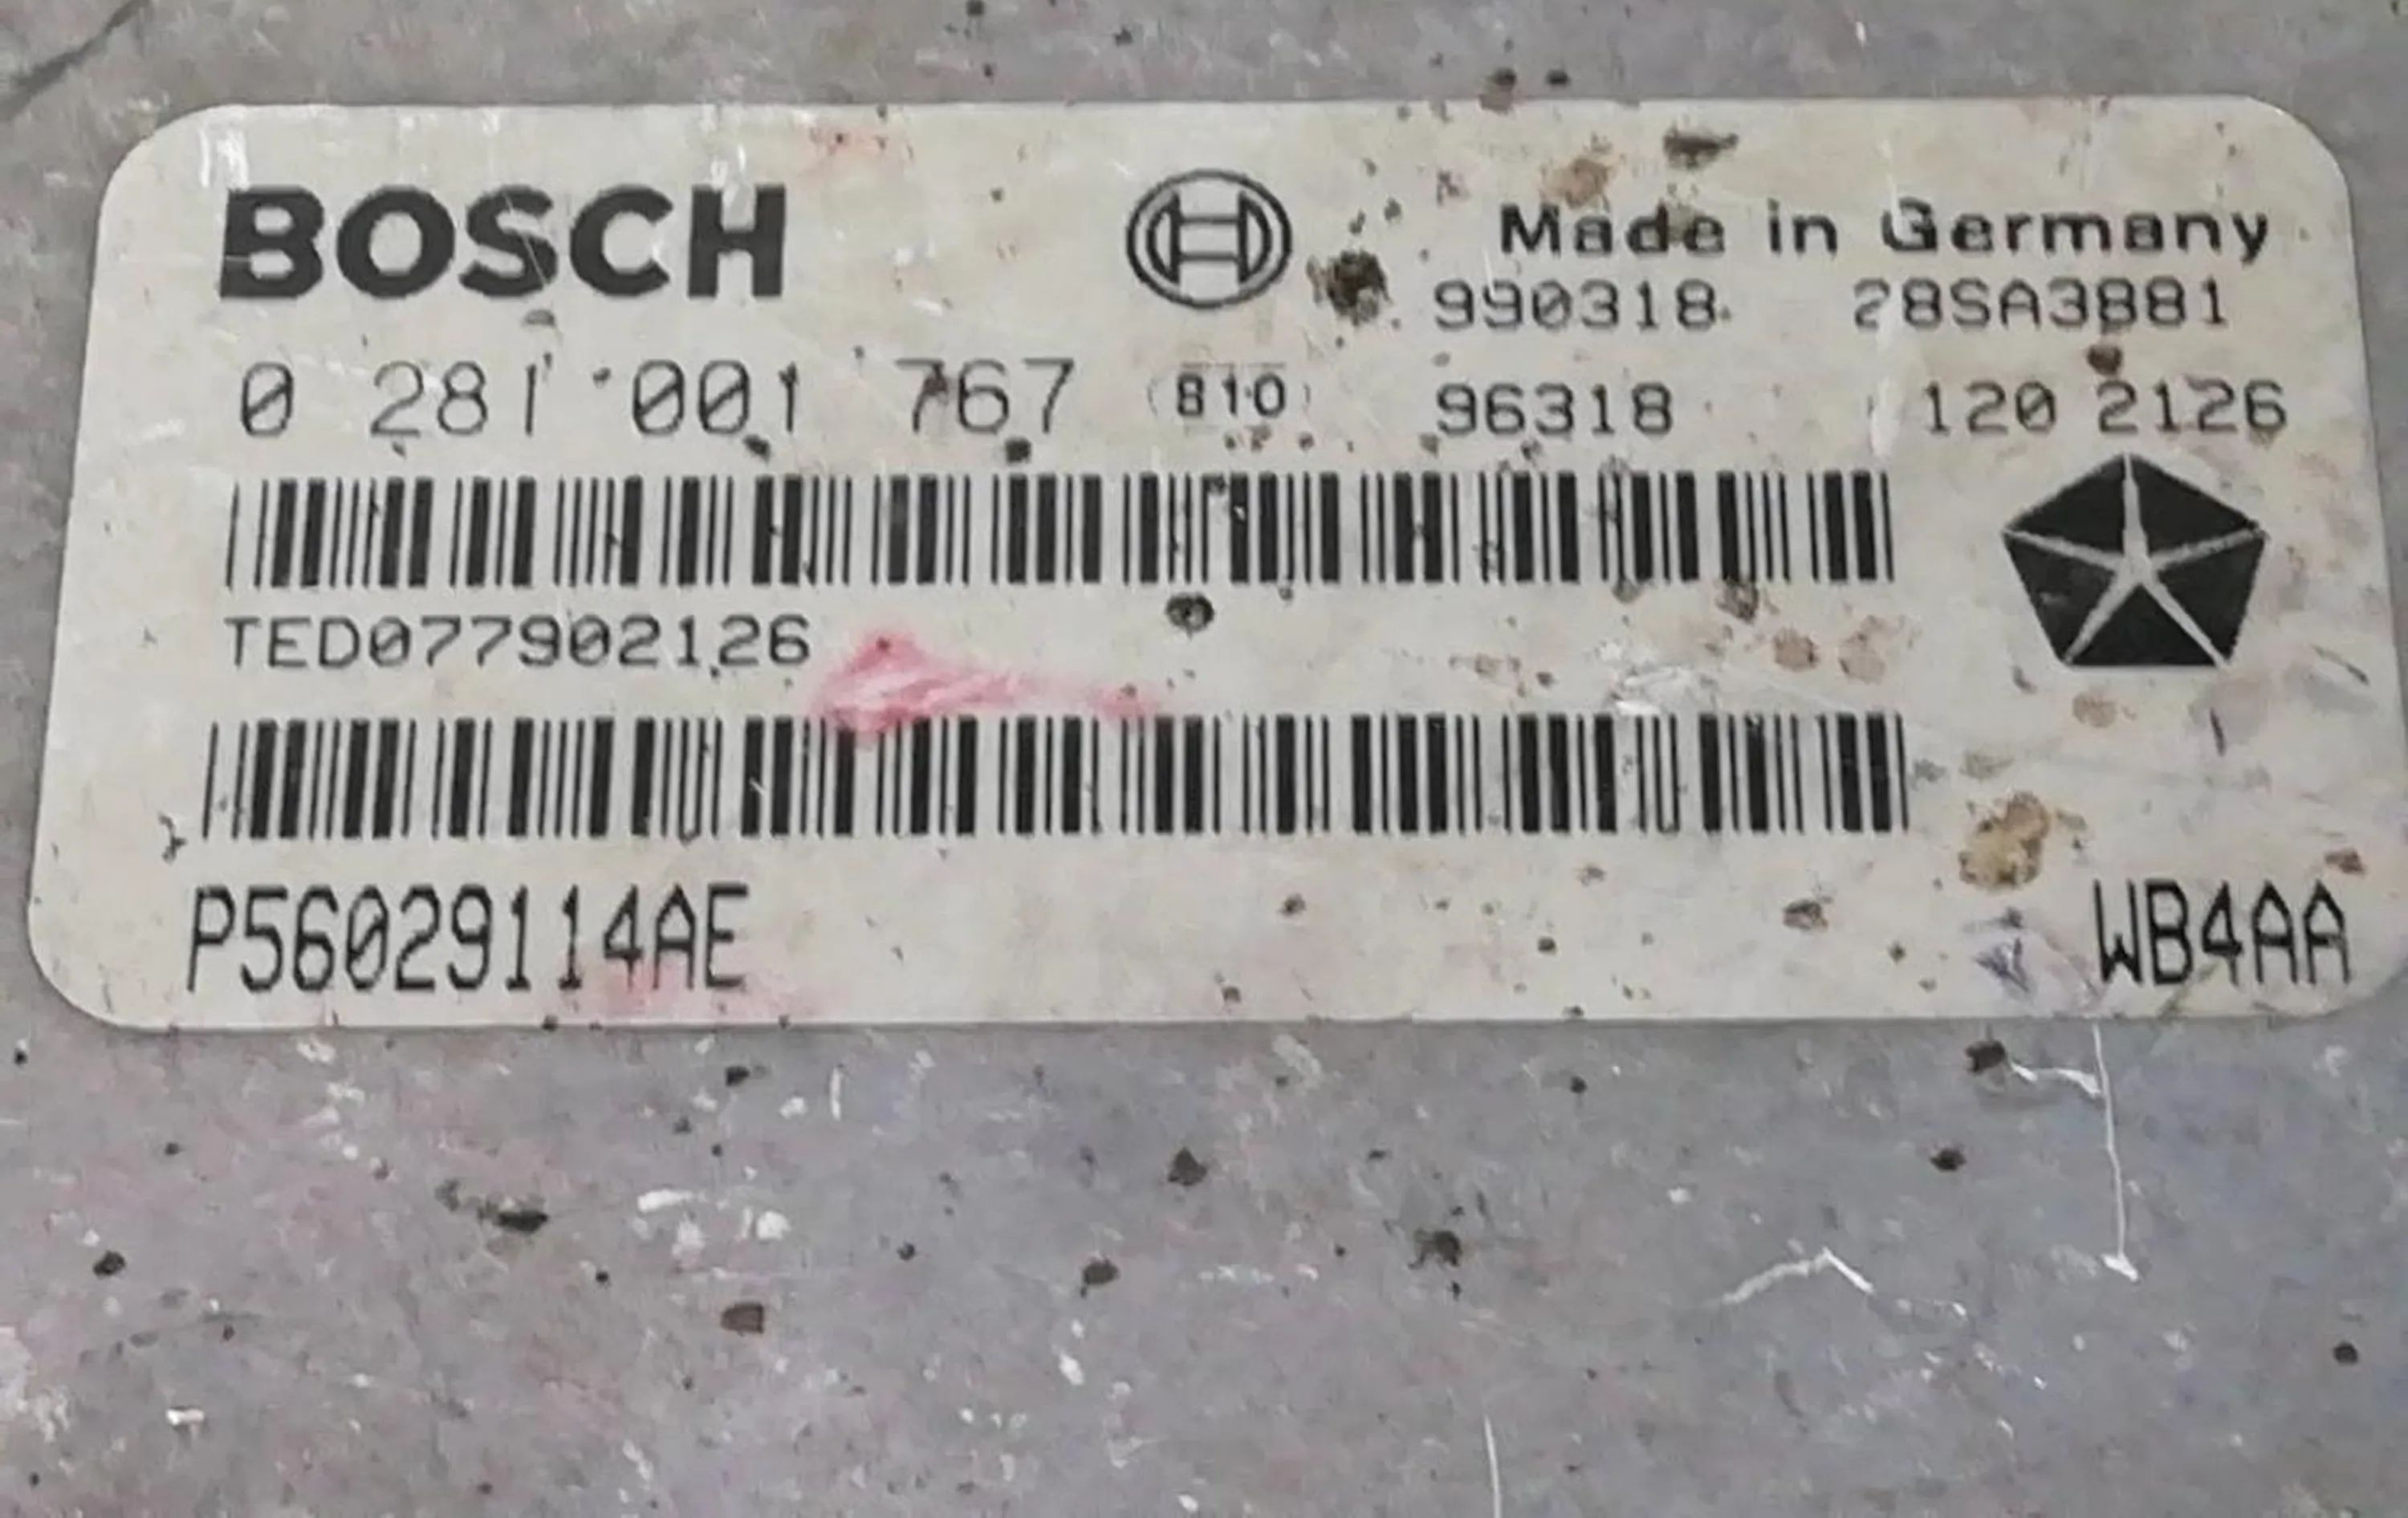 BOSCH
Made in Germany
990318 28SA3881
0 281 001 767 (810) 96318 120 2126
TED077902126
P56029114AE WB4AA